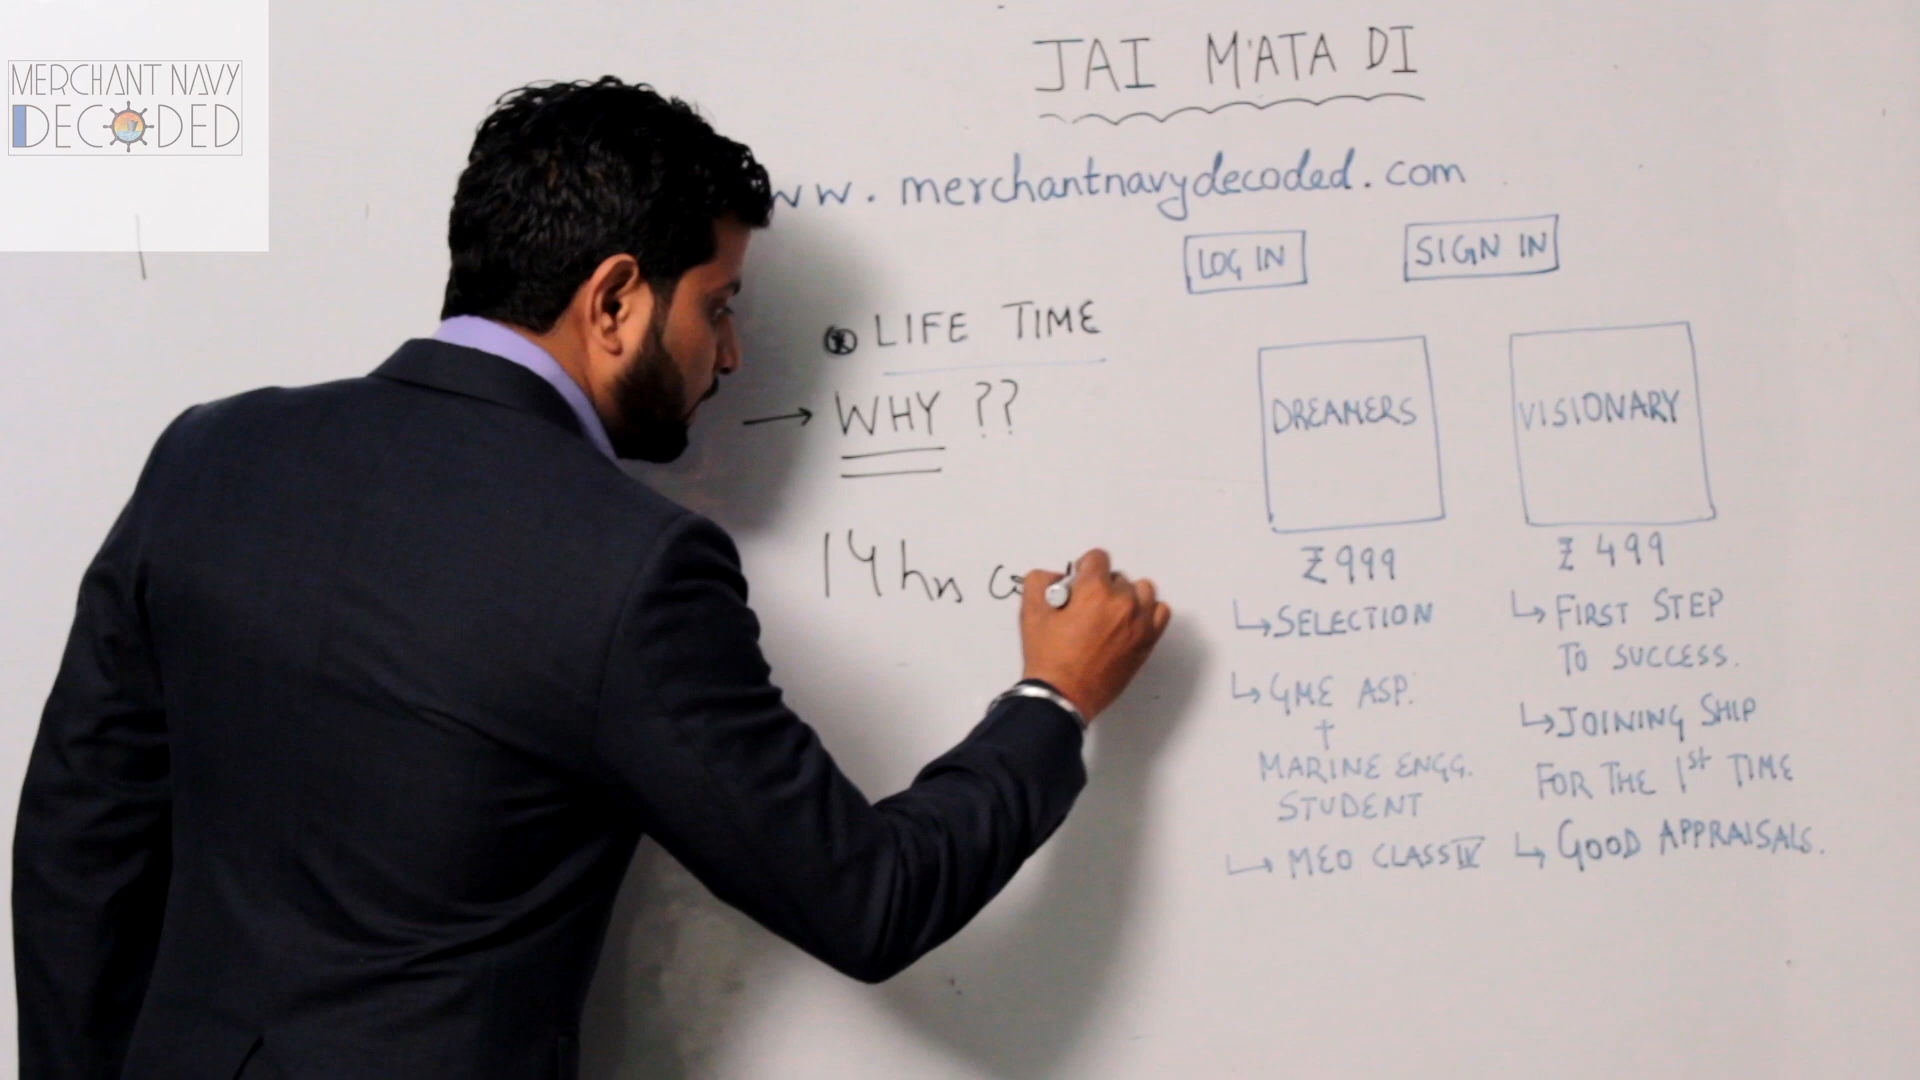 MERCHANT NAVY
DECODED
JAI MATA DI
ww. merchantnavydecoded.com
LOG IN
SIGN IN
LIFE TIME
WHY ??
14 hrs
DREAMERS
VISIONARY
₹999
₹ 499
↳SELECTION
↳GME ASP.
+
MARINE ENGG.
STUDENT
↳ MEO CLASS IV
↳FIRST STEP
TO SUCCESS.
↳JOINING SHIP
FOR THE 1st TIME
↳ GOOD APPRAISALS.